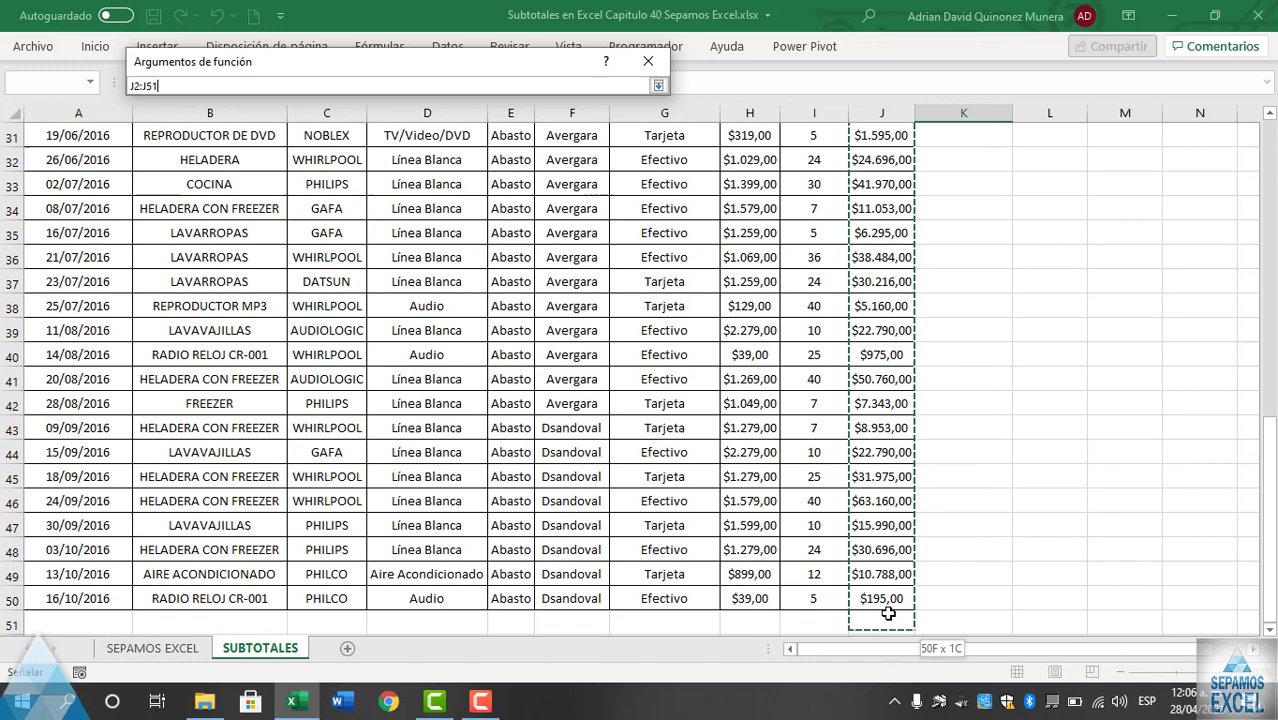 Autoguardado
Subtotales en Excel Capitulo 40 Sepamos Excel.xlsx
Adrian David Quinonez Munera AD
Archivo Inicio Insertar Disposición de página Fórmulas Datos Revisar Vista Programador Ayuda Power Pivot Compartir Comentarios
Argumentos de función ?
J2:J51
A B C D E F G H I J K L M N
31 19/06/2016 REPRODUCTOR DE DVD NOBLEX TV/Video/DVD Abasto Avergara Tarjeta $319,00 5 $1.595,00
32 26/06/2016 HELADERA WHIRLPOOL Línea Blanca Abasto Avergara Efectivo $1.029,00 24 $24.696,00
33 02/07/2016 COCINA PHILIPS Línea Blanca Abasto Avergara Efectivo $1.399,00 30 $41.970,00
34 08/07/2016 HELADERA CON FREEZER GAFA Línea Blanca Abasto Avergara Efectivo $1.579,00 7 $11.053,00
35 16/07/2016 LAVARROPAS GAFA Línea Blanca Abasto Avergara Efectivo $1.259,00 5 $6.295,00
36 21/07/2016 LAVARROPAS WHIRLPOOL Línea Blanca Abasto Avergara Efectivo $1.069,00 36 $38.484,00
37 23/07/2016 LAVARROPAS DATSUN Línea Blanca Abasto Avergara Tarjeta $1.259,00 24 $30.216,00
38 25/07/2016 REPRODUCTOR MP3 WHIRLPOOL Audio Abasto Avergara Tarjeta $129,00 40 $5.160,00
39 11/08/2016 LAVAVAJILLAS AUDIOLOGIC Línea Blanca Abasto Avergara Efectivo $2.279,00 10 $22.790,00
40 14/08/2016 RADIO RELOJ CR-001 WHIRLPOOL Audio Abasto Avergara Efectivo $39,00 25 $975,00
41 20/08/2016 HELADERA CON FREEZER AUDIOLOGIC Línea Blanca Abasto Avergara Efectivo $1.269,00 40 $50.760,00
42 28/08/2016 FREEZER PHILIPS Línea Blanca Abasto Avergara Tarjeta $1.049,00 7 $7.343,00
43 09/09/2016 HELADERA CON FREEZER WHIRLPOOL Línea Blanca Abasto Dsandoval Tarjeta $1.279,00 7 $8.953,00
44 15/09/2016 LAVAVAJILLAS GAFA Línea Blanca Abasto Dsandoval Efectivo $2.279,00 10 $22.790,00
45 18/09/2016 HELADERA CON FREEZER WHIRLPOOL Línea Blanca Abasto Dsandoval Tarjeta $1.279,00 25 $31.975,00
46 24/09/2016 HELADERA CON FREEZER WHIRLPOOL Línea Blanca Abasto Dsandoval Efectivo $1.579,00 40 $63.160,00
47 30/09/2016 LAVARROPAS PHILIPS Línea Blanca Abasto Dsandoval Tarjeta $1.599,00 10 $15.990,00
48 03/10/2016 HELADERA CON FREEZER PHILIPS Línea Blanca Abasto Dsandoval Efectivo $1.279,00 24 $30.696,00
49 13/10/2016 AIRE ACONDICIONADO PHILCO Aire Acondicionado Abasto Dsandoval Tarjeta $899,00 12 $10.788,00
50 16/10/2016 RADIO RELOJ CR-001 PHILCO Audio Abasto Dsandoval Efectivo $39,00 5 $195,00
51
SEPAMOS EXCEL SUBTOTALES 50F x 1C
Señalar
SEPAMOS
EXCEL
ESP 12:06 a.
28/04/